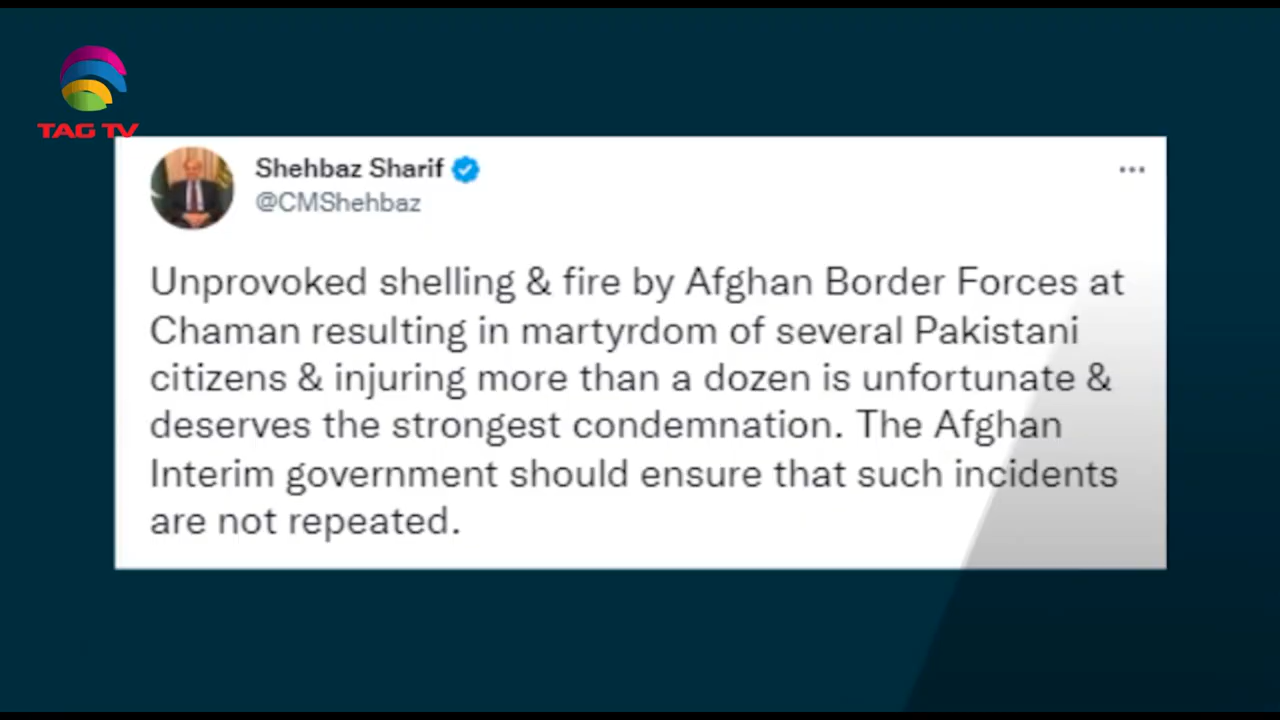 TAG TV
Shehbaz Sharif
@CMShehbaz
Unprovoked shelling & fire by Afghan Border Forces at
Chaman resulting in martyrdom of several Pakistani
citizens & injuring more than a dozen is unfortunate &
deserves the strongest condemnation. The Afghan
Interim government should ensure that such incidents
are not repeated.